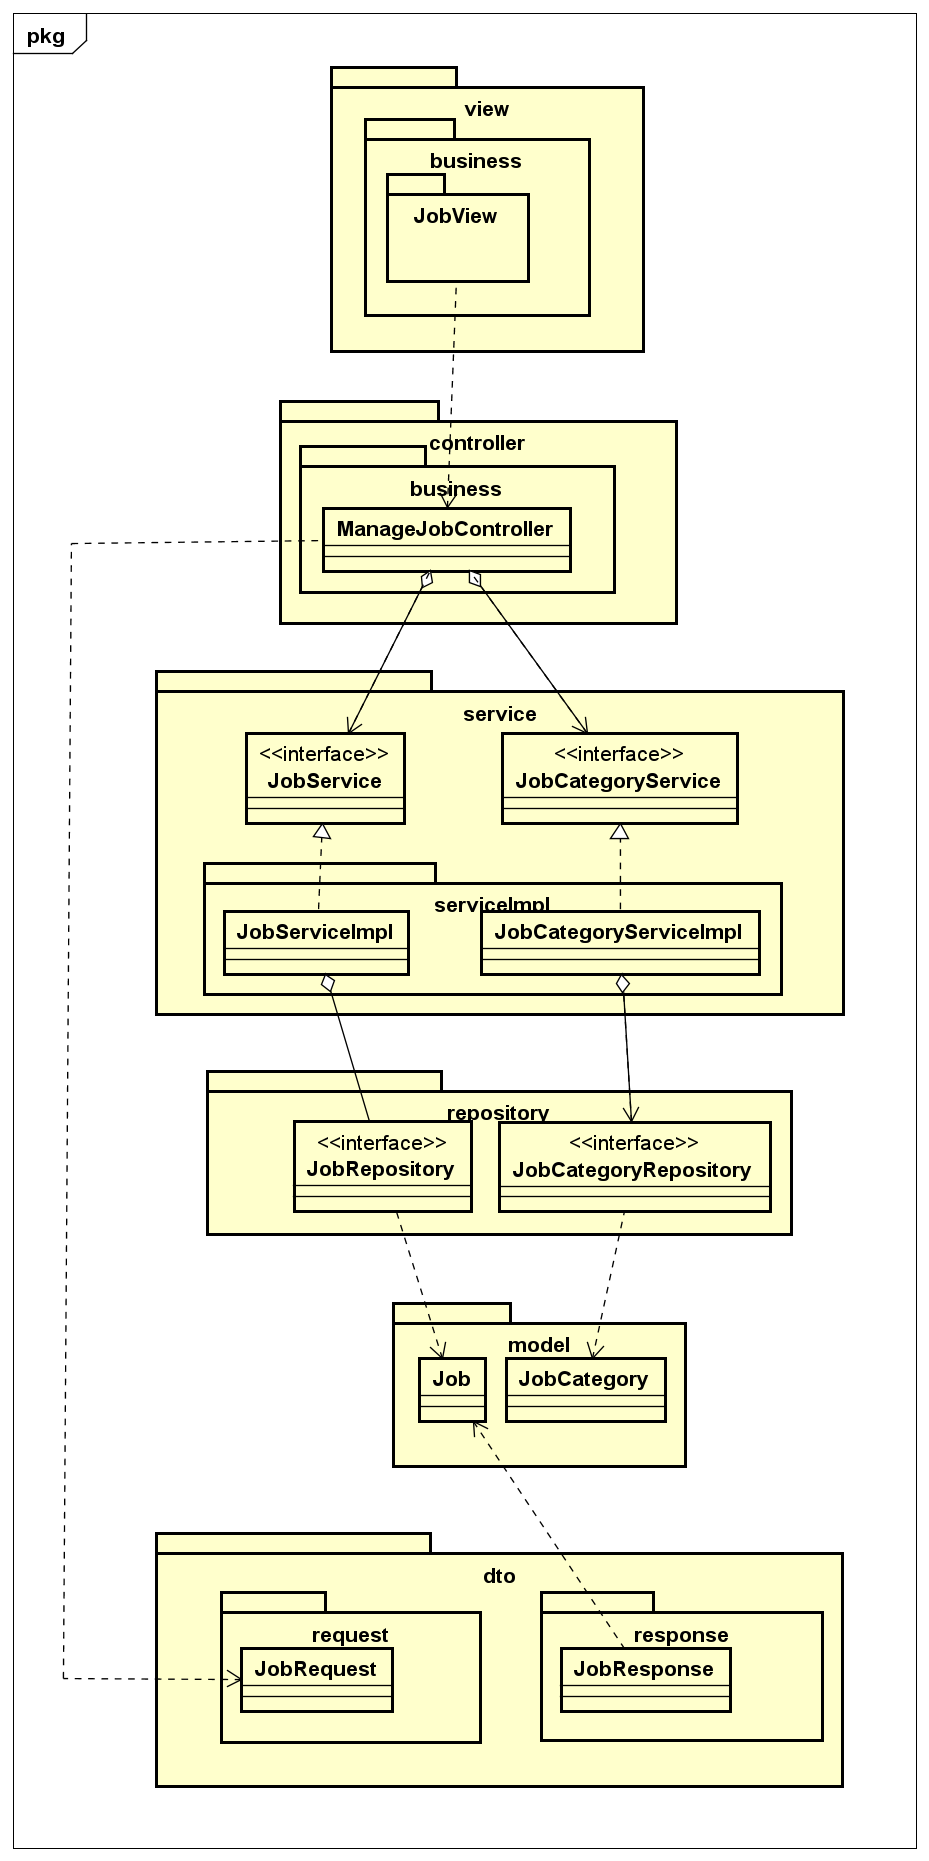 pkg
view
business
JobView
controller
business
ManageJobController
service
<<interface>>
JobService
<<interface>>
JobCategoryService
serviceImpl
JobServiceImpl
JobCategoryServiceImpl
repository
<<interface>>
JobRepository
<<interface>>
JobCategoryRepository
model
Job
JobCategory
dto
request
JobRequest
response
JobResponse